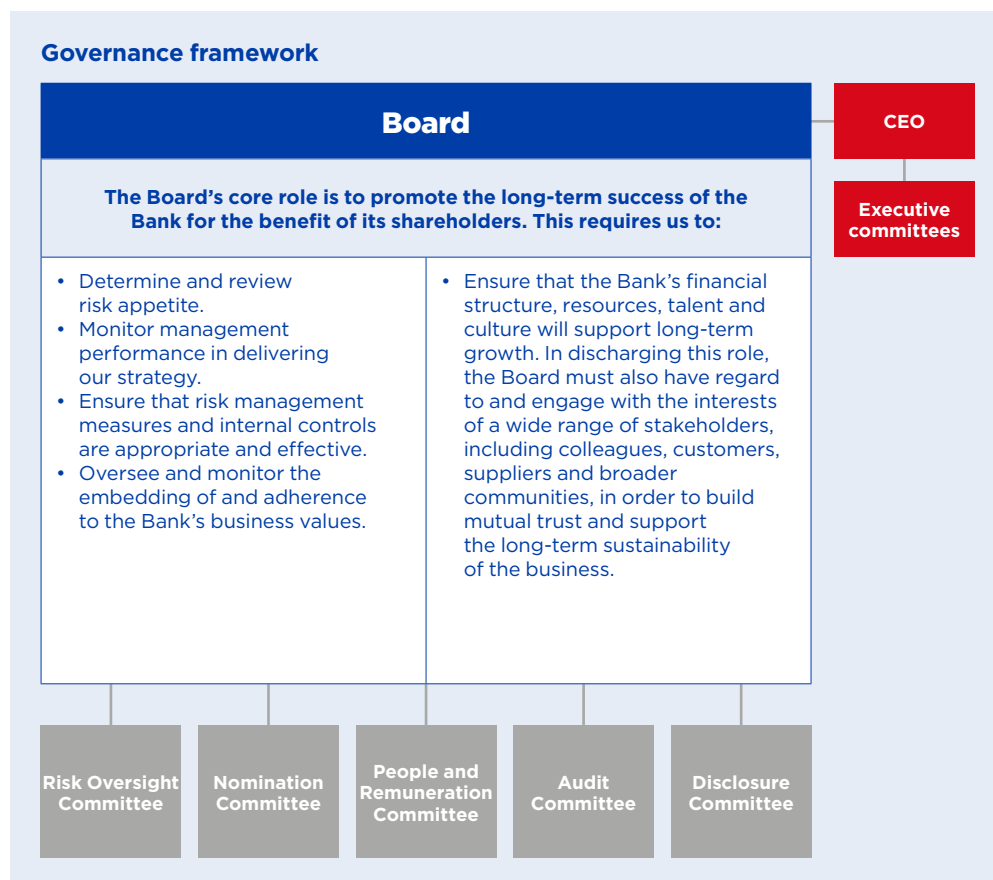 Governance framework
Board
CEO
Executive
committees
The Board’s core role is to promote the long-term success of the
Bank for the benefit of its shareholders. This requires us to:
• Determine and review
risk appetite.
• Monitor management
performance in delivering
our strategy.
• Ensure that risk management
measures and internal controls
are appropriate and effective.
• Oversee and monitor the
embedding of and adherence
to the Bank’s business values.
• Ensure that the Bank’s financial
structure, resources, talent and
culture will support long-term
growth. In discharging this role,
the Board must also have regard
to and engage with the interests
of a wide range of stakeholders,
including colleagues, customers,
suppliers and broader
communities, in order to build
mutual trust and support
the long-term sustainability
of the business.
Risk Oversight
Committee
Nomination
Committee
People and
Remuneration
Committee
Audit
Committee
Disclosure
Committee